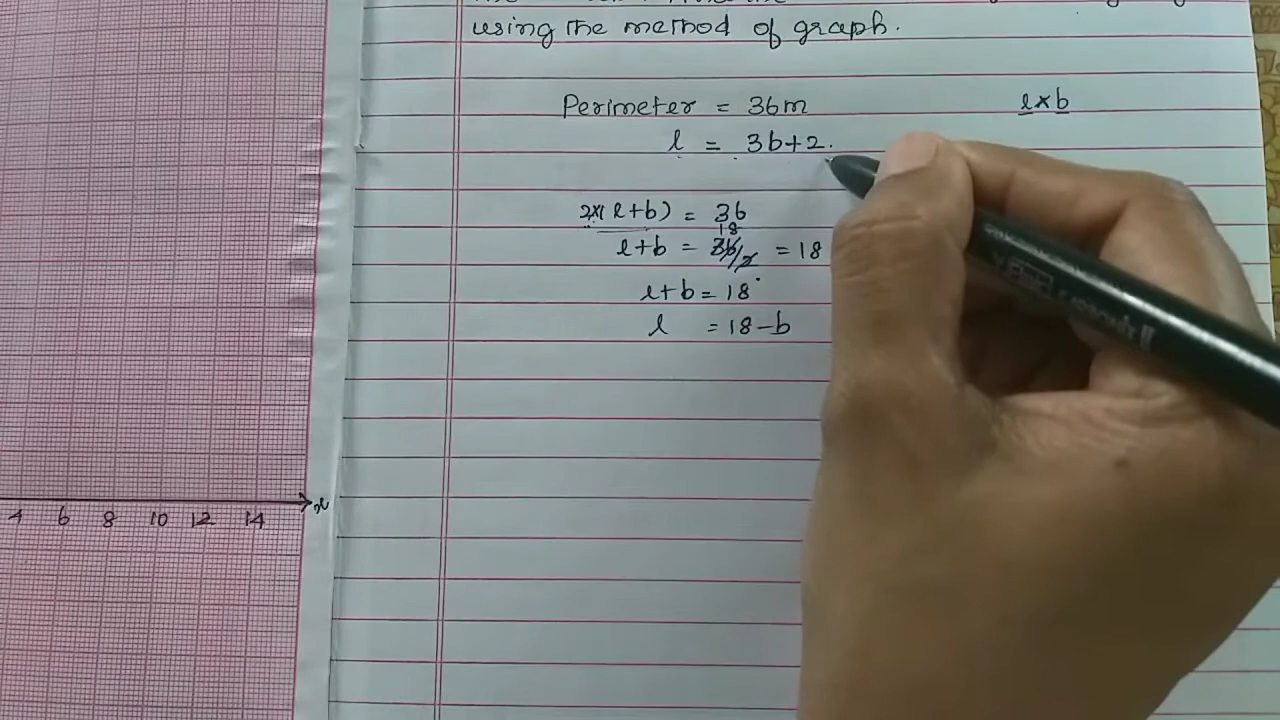 using the method of graph.
Perimeter = 36m
l × b
l = 3b+2.
2×(l+b) = 36
18
l+b = 36/2 = 18
l+b = 18
l = 18-b
x
4 6 8 10 12 14